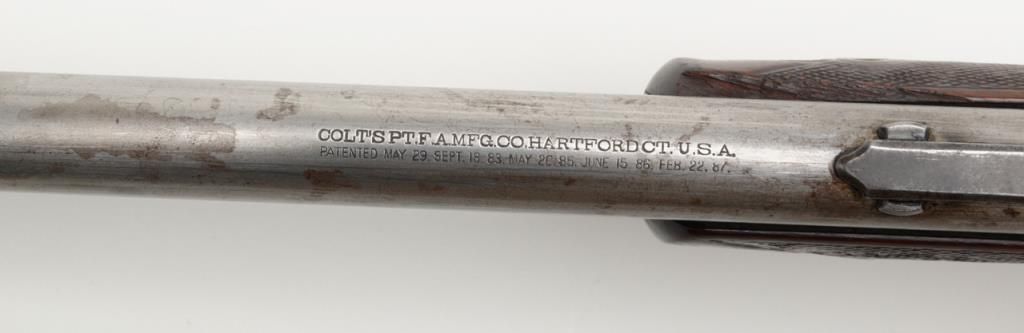 COLT'S PT. F. A. MFG. CO. HARTFORD CT. U. S. A.
PATENTED MAY 29, SEPT. 18. 83. MAY 26. 85. JUNE 15. 86. FEB. 22. 87.